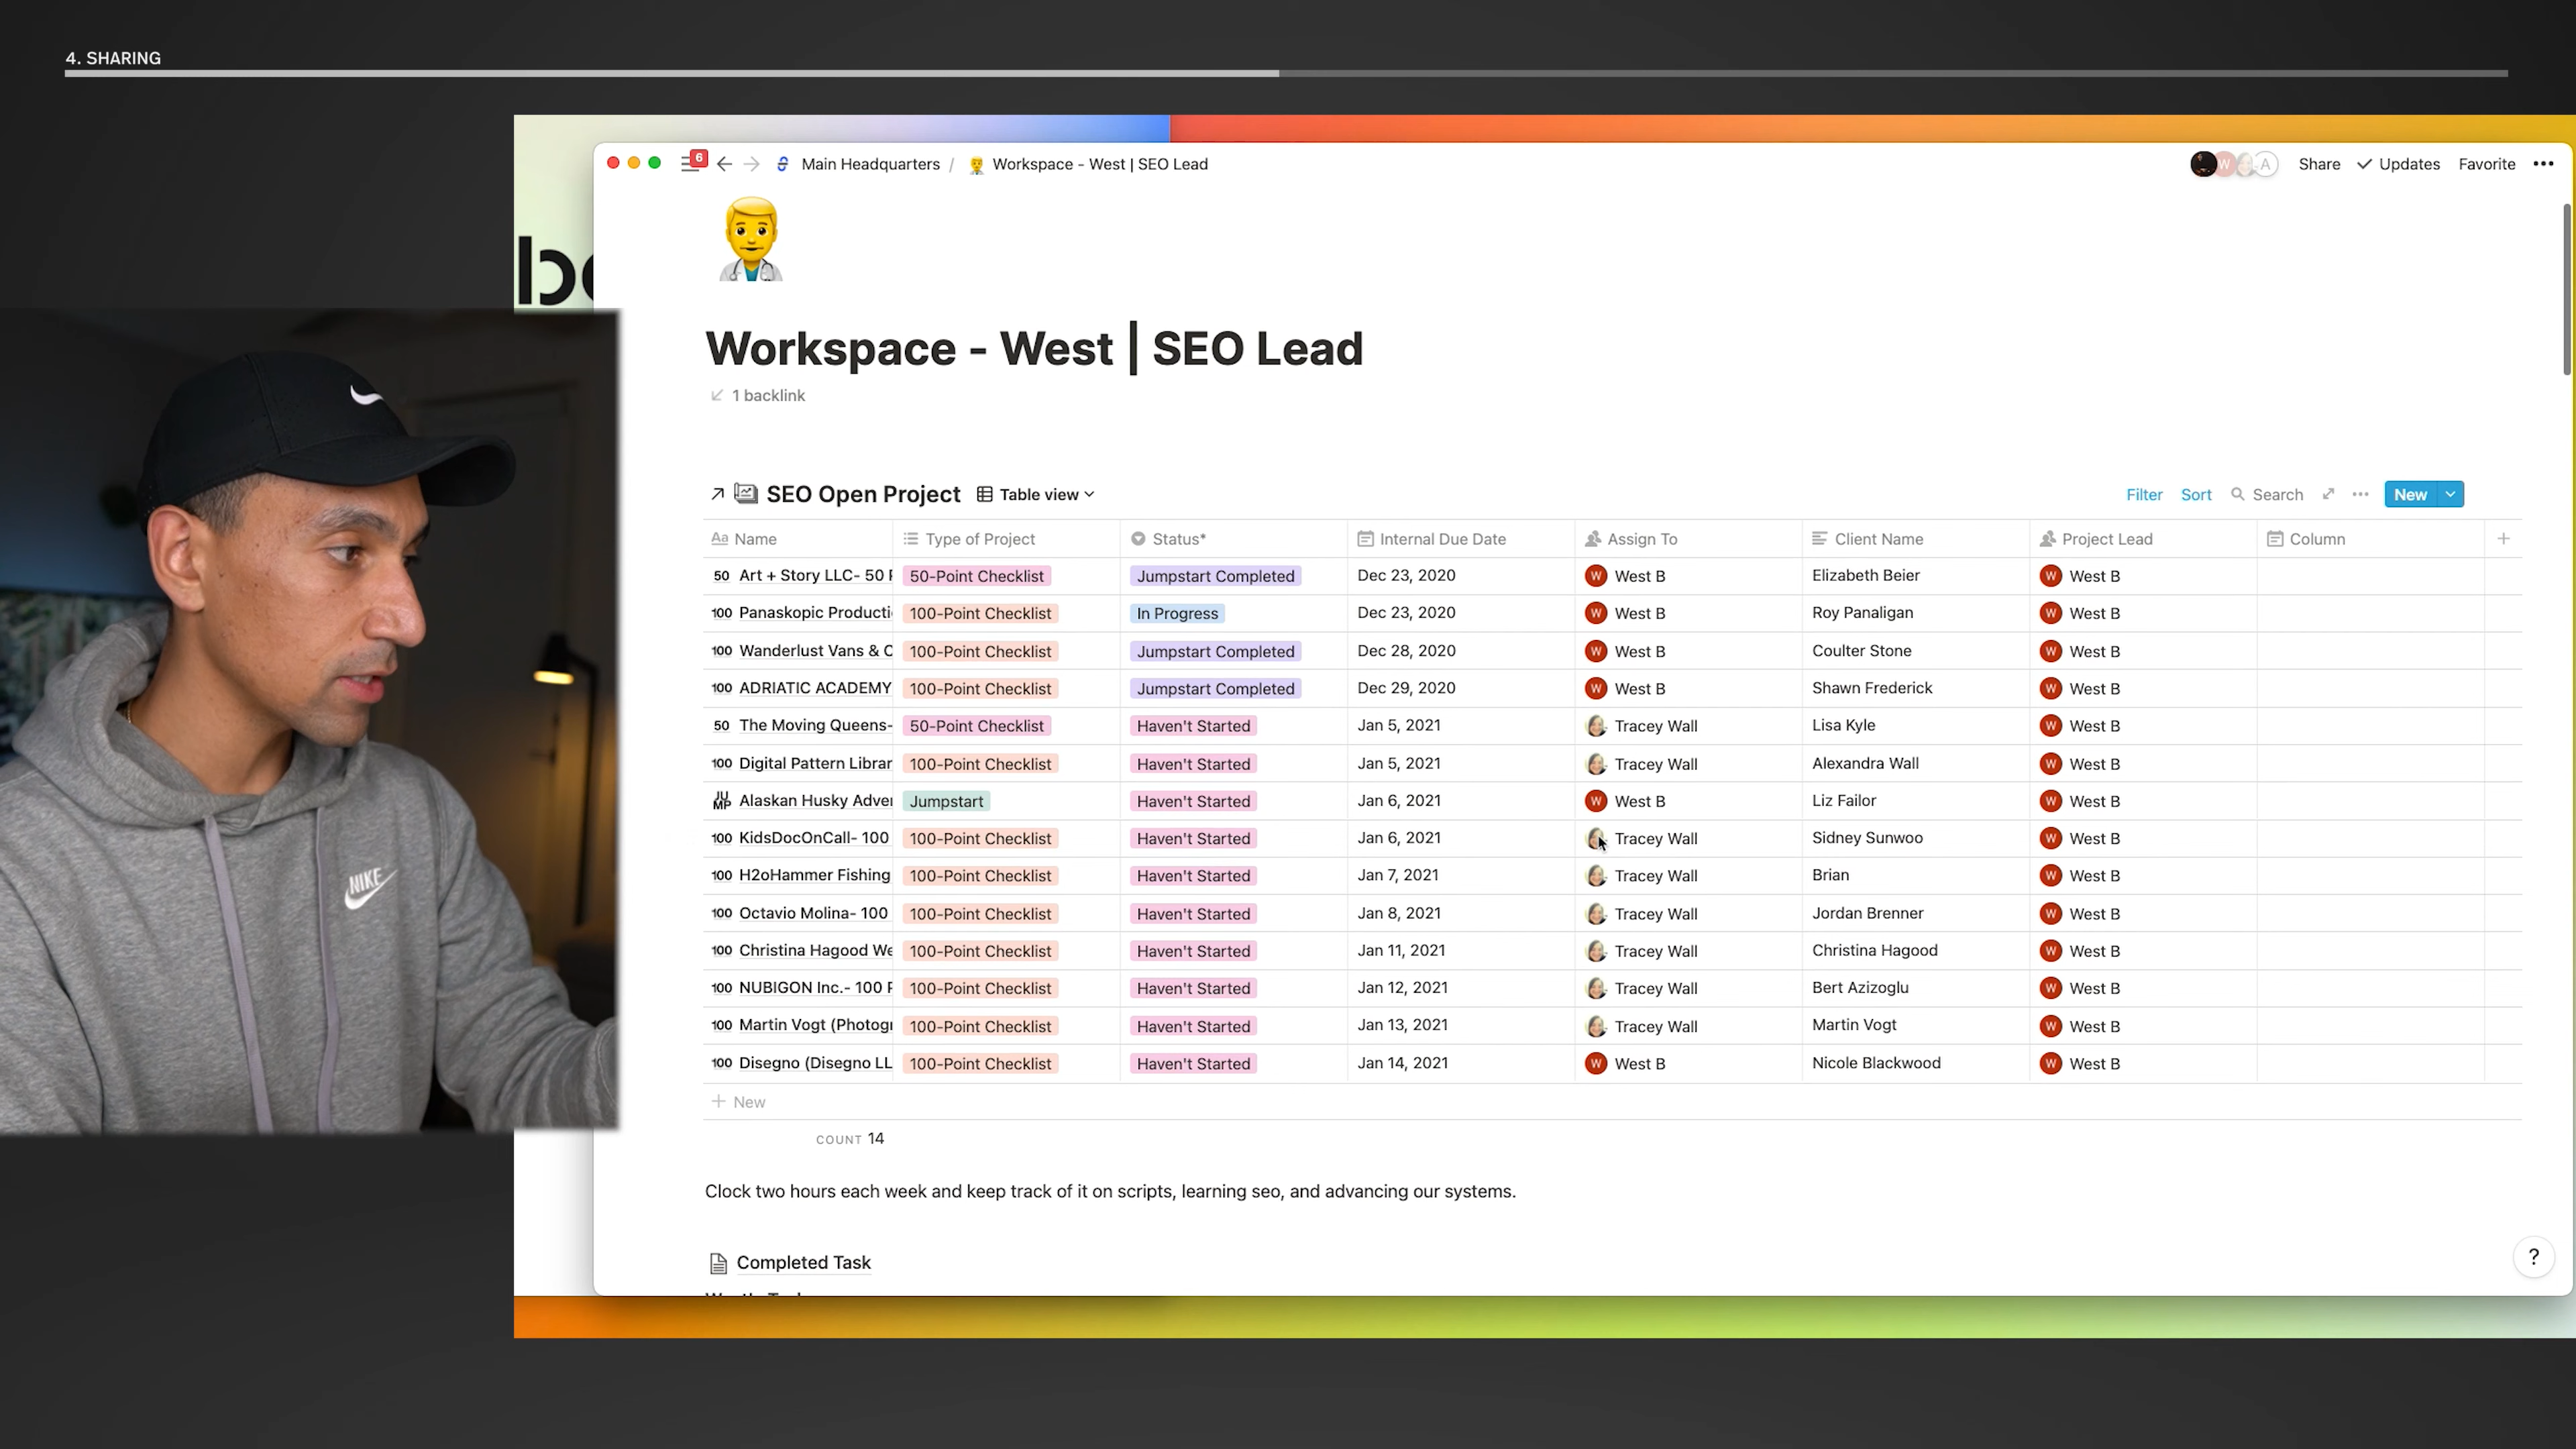 4. SHARING
6 Main Headquarters / Workspace - West | SEO Lead W A Share Updates Favorite •••
Workspace - West | SEO Lead
1 backlink
SEO Open Project Table view Filter Sort Search ••• New
Aa Name Type of Project Status* Internal Due Date Assign To Client Name Project Lead Column +
50 Art + Story LLC- 50 50-Point Checklist Jumpstart Completed Dec 23, 2020 W West B Elizabeth Beier W West B
100 Panaskopic Producti 100-Point Checklist In Progress Dec 23, 2020 W West B Roy Panaligan W West B
100 Wanderlust Vans & 100-Point Checklist Jumpstart Completed Dec 28, 2020 W West B Coulter Stone W West B
100 ADRIATIC ACADEMY 100-Point Checklist Jumpstart Completed Dec 29, 2020 W West B Shawn Frederick W West B
50 The Moving Queens- 50-Point Checklist Haven't Started Jan 5, 2021 Tracey Wall Lisa Kyle W West B
100 Digital Pattern Librar 100-Point Checklist Haven't Started Jan 5, 2021 Tracey Wall Alexandra Wall W West B
JUMP Alaskan Husky Adve Jumpstart Haven't Started Jan 6, 2021 W West B Liz Failor W West B
100 KidsDocOnCall- 100 100-Point Checklist Haven't Started Jan 6, 2021 Tracey Wall Sidney Sunwoo W West B
100 H2oHammer Fishing 100-Point Checklist Haven't Started Jan 7, 2021 Tracey Wall Brian W West B
100 Octavio Molina- 100 100-Point Checklist Haven't Started Jan 8, 2021 Tracey Wall Jordan Brenner W West B
100 Christina Hagood We 100-Point Checklist Haven't Started Jan 11, 2021 Tracey Wall Christina Hagood W West B
100 NUBIGON Inc.- 100 100-Point Checklist Haven't Started Jan 12, 2021 Tracey Wall Bert Azizoglu W West B
100 Martin Vogt (Photog 100-Point Checklist Haven't Started Jan 13, 2021 Tracey Wall Martin Vogt W West B
100 Disegno (Disegno LL 100-Point Checklist Haven't Started Jan 14, 2021 W West B Nicole Blackwood W West B
+ New
COUNT 14
Clock two hours each week and keep track of it on scripts, learning seo, and advancing our systems.
Completed Task
?
NIKE